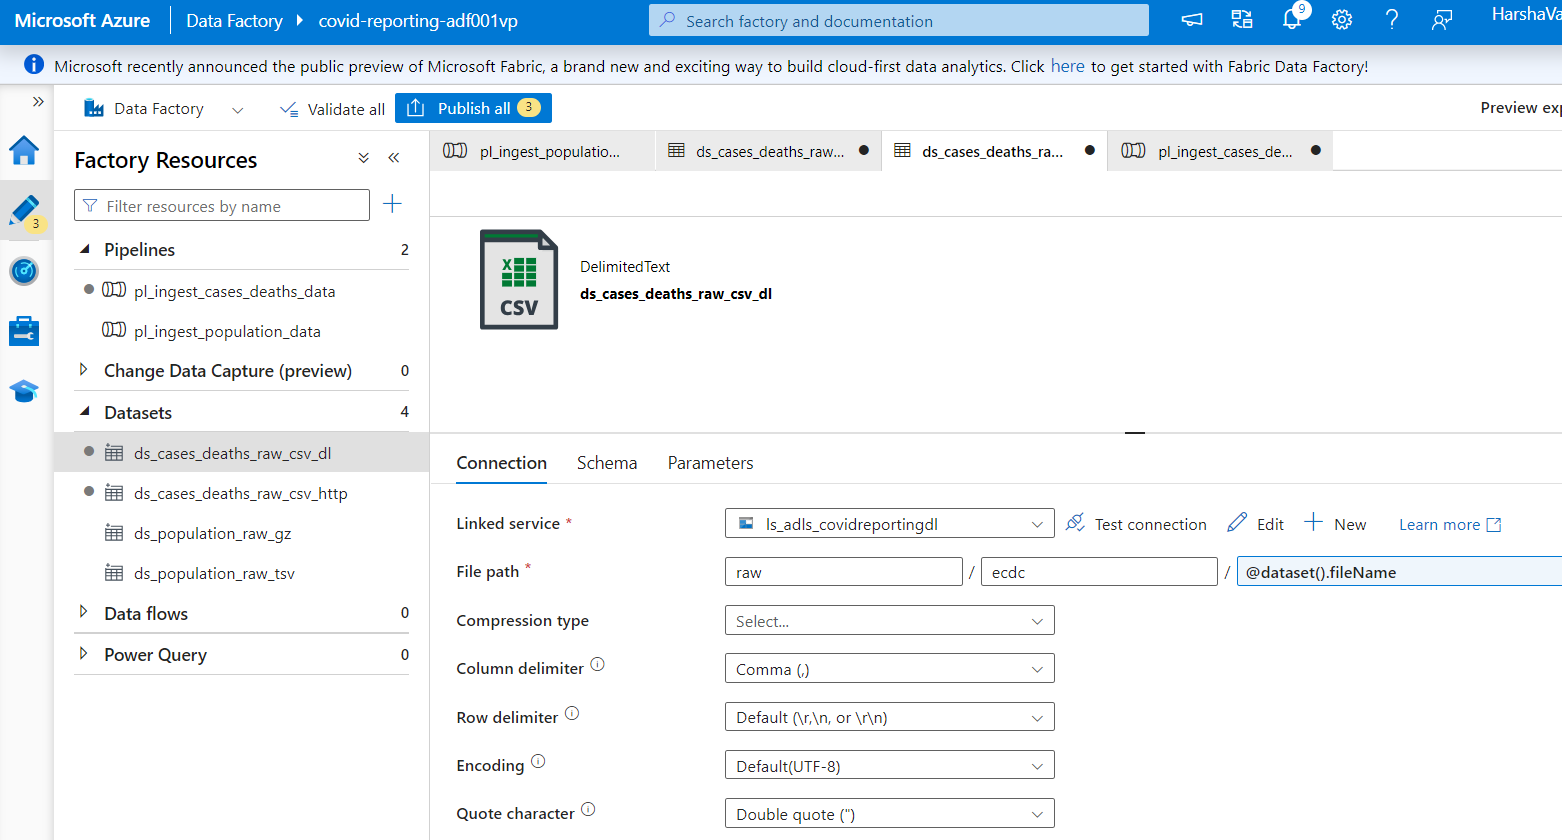 Microsoft Azure
Data Factory
covid-reporting-adf001vp
Search factory and documentation
9
HarshaVa
Microsoft recently announced the public preview of Microsoft Fabric, a brand new and exciting way to build cloud-first data analytics. Click here to get started with Fabric Data Factory!
Data Factory
Validate all
Publish all 3
Preview exp
Factory Resources
pl_ingest_populatio...
ds_cases_deaths_raw...
ds_cases_deaths_ra...
pl_ingest_cases_de...
Filter resources by name
3
Pipelines 2
pl_ingest_cases_deaths_data
pl_ingest_population_data
Change Data Capture (preview) 0
Datasets 4
ds_cases_deaths_raw_csv_dl
ds_cases_deaths_raw_csv_http
ds_population_raw_gz
ds_population_raw_tsv
Data flows 0
Power Query 0
X
CSV
DelimitedText
ds_cases_deaths_raw_csv_dl
Connection Schema Parameters
Linked service * ls_adls_covidreportingdl Test connection Edit New Learn more
File path * raw / ecdc / @dataset().fileName
Compression type Select...
Column delimiter Comma (,)
Row delimiter Default (\r,\n, or \r\n)
Encoding Default(UTF-8)
Quote character Double quote (")